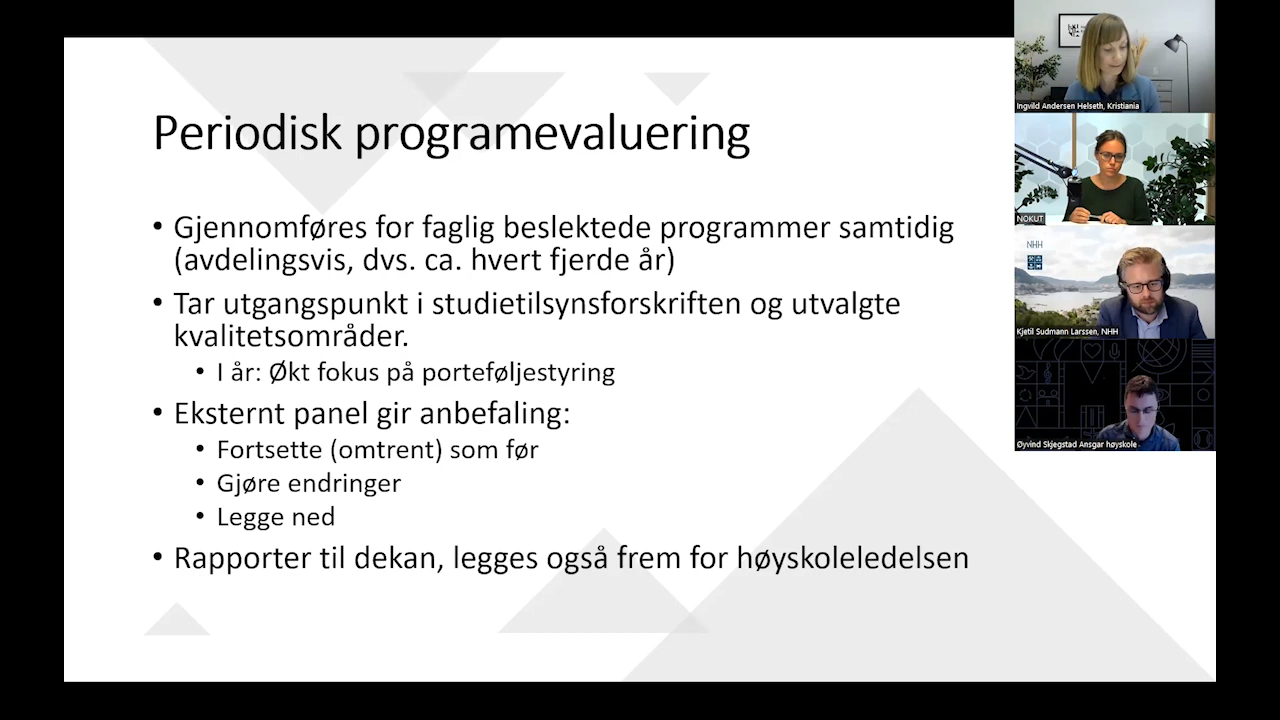 Periodisk programevaluering
• Gjennomføres for faglig beslektede programmer samtidig
(avdelingsvis, dvs. ca. hvert fjerde år)
• Tar utgangspunkt i studietilsynsforskriften og utvalgte
kvalitetsområder.
• I år: Økt fokus på porteføljestyring
• Eksternt panel gir anbefaling:
• Fortsette (omtrent) som før
• Gjøre endringer
• Legge ned
• Rapporter til dekan, legges også frem for høyskoleledelsen
Ingvild Andersen Helseth, Kristiania
NOKUT
NHH
Kjetil Sudmann Larssen, NHH
Øyvind Skjegstad Ansgar høyskole